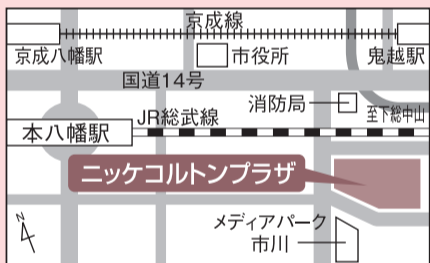 京成線
京成八幡駅
市役所
鬼越駅
国道14号
消防局
至下総中山
JR総武線
本八幡駅
ニッケコルトンプラザ
メディアパーク
市川
N